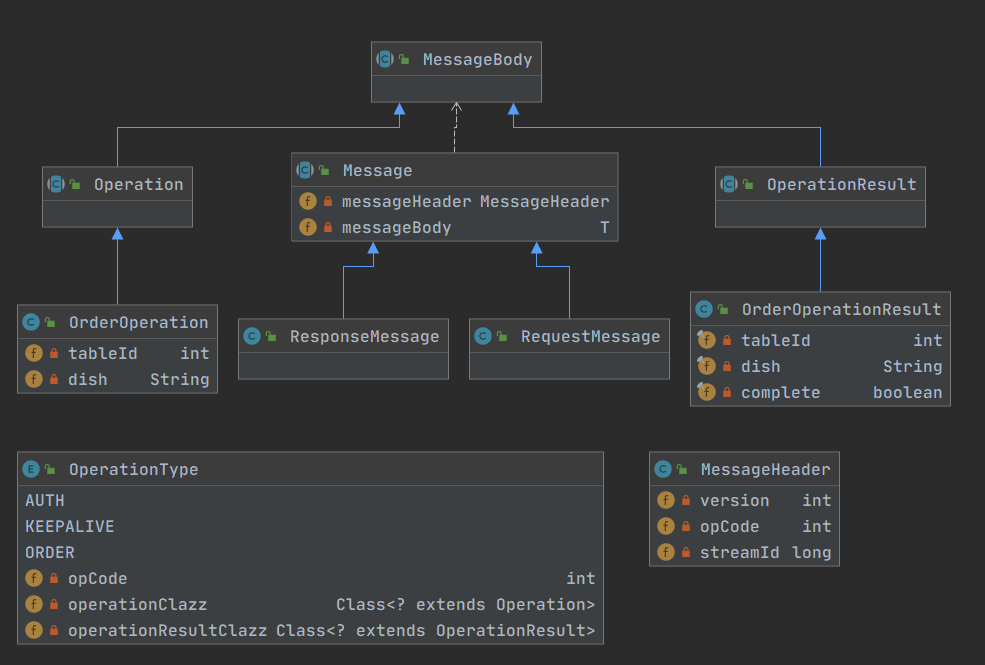 MessageBody
Operation
Message
messageHeader MessageHeader
messageBody T
OperationResult
OrderOperation
tableId int
dish String
ResponseMessage
RequestMessage
OrderOperationResult
tableId int
dish String
complete boolean
OperationType
AUTH
KEEPALIVE
ORDER
opCode int
operationClazz Class<? extends Operation>
operationResultClazz Class<? extends OperationResult>
MessageHeader
version int
opCode int
streamId long